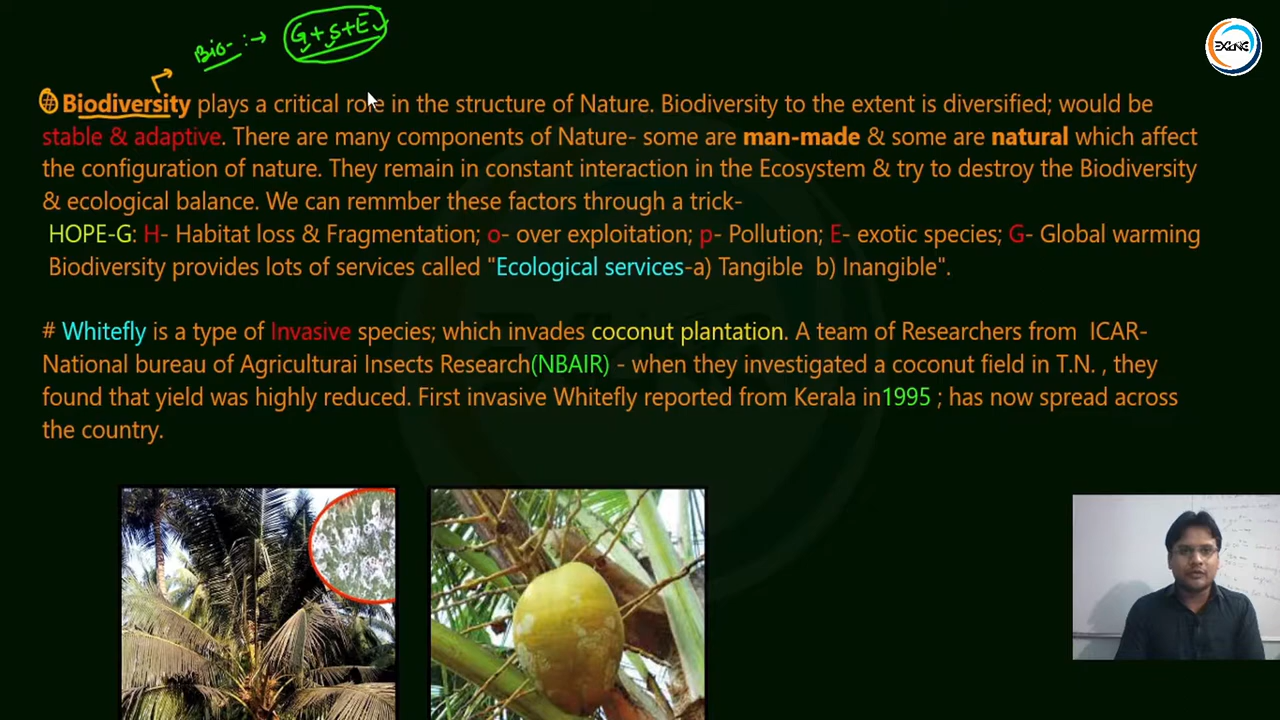 Bio- :→ G+S+E
# Biodiversity plays a critical role in the structure of Nature. Biodiversity to the extent is diversified; would be
stable & adaptive. There are many components of Nature- some are man-made & some are natural which affect
the configuration of nature. They remain in constant interaction in the Ecosystem & try to destroy the Biodiversity
& ecological balance. We can remmber these factors through a trick-
HOPE-G: H- Habitat loss & Fragmentation; o- over exploitation; p- Pollution; E- exotic species; G- Global warming
Biodiversity provides lots of services called "Ecological services-a) Tangible b) Inangible".
# Whitefly is a type of Invasive species; which invades coconut plantation. A team of Researchers from ICAR-
National bureau of Agriculturai Insects Research(NBAIR) - when they investigated a coconut field in T.N. , they
found that yield was highly reduced. First invasive Whitefly reported from Kerala in1995 ; has now spread across
the country.